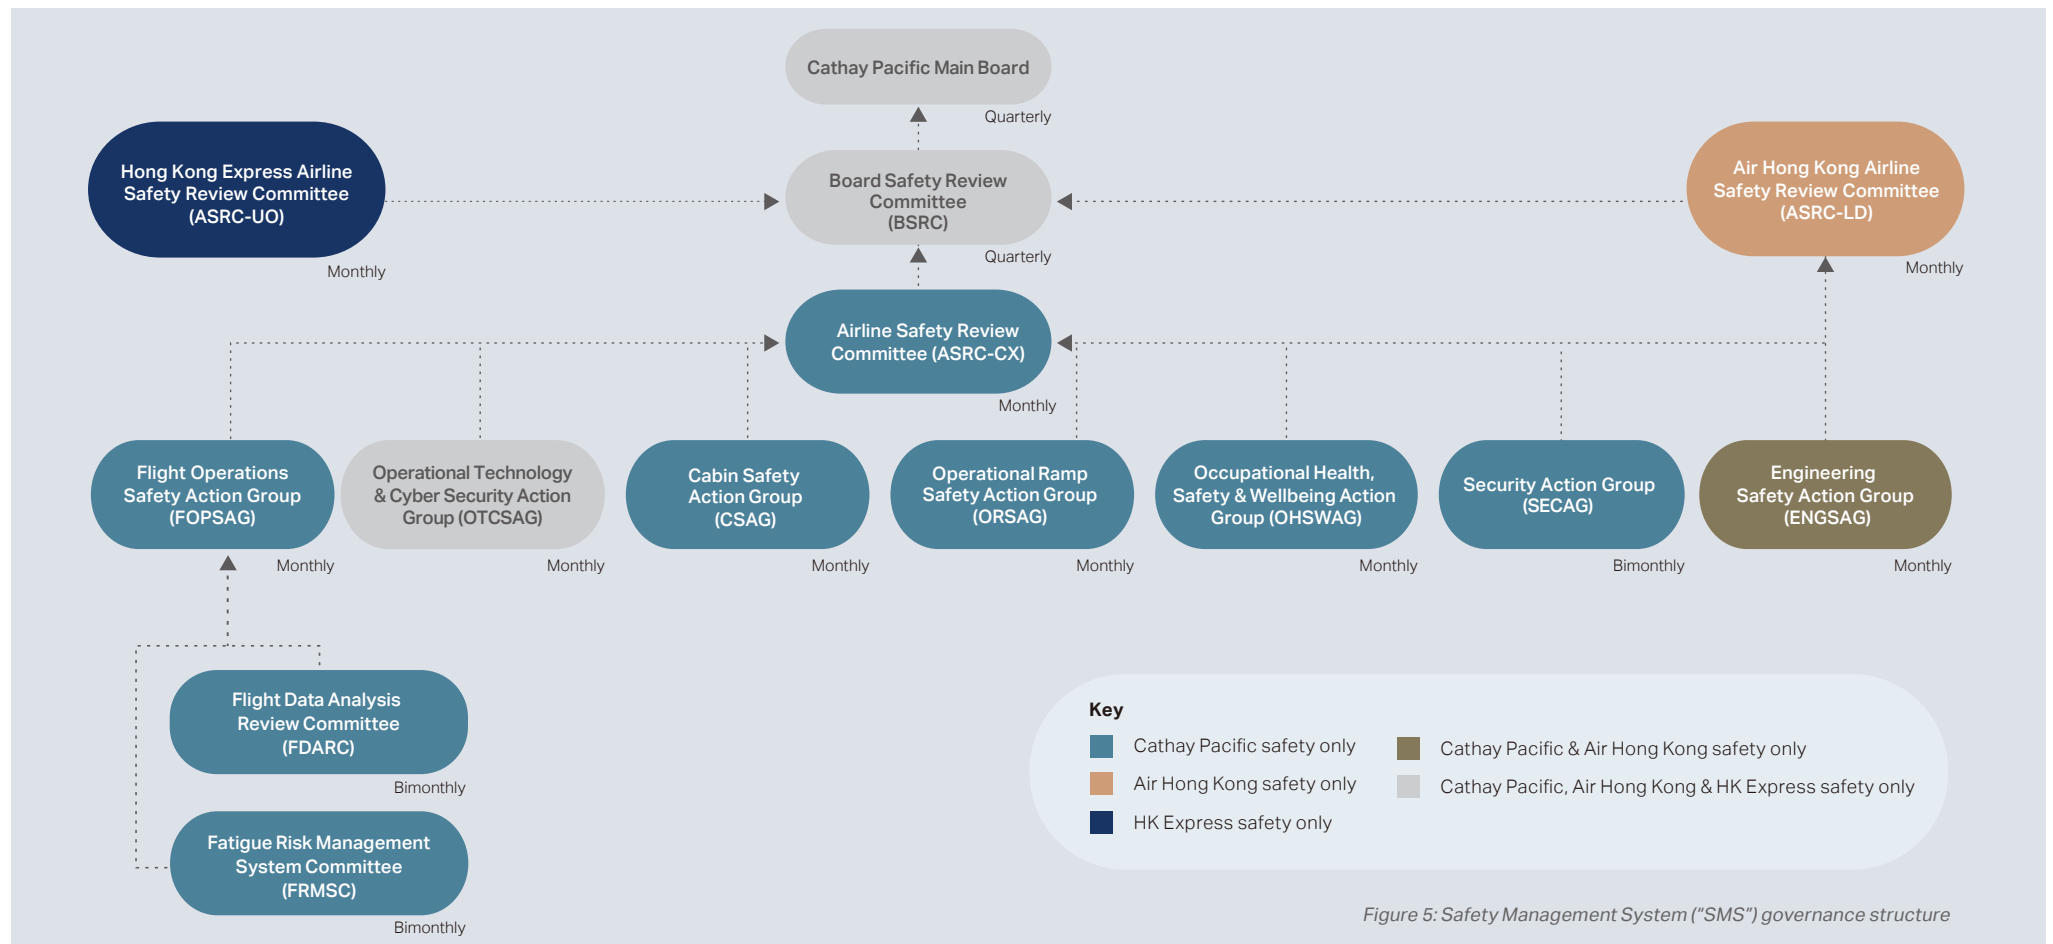 Cathay Pacific Main Board
Quarterly
Hong Kong Express Airline
Safety Review Committee
(ASRC-UO)
Monthly
Board Safety Review
Committee
(BSRC)
Quarterly
Air Hong Kong Airline
Safety Review Committee
(ASRC-LD)
Monthly
Airline Safety Review
Committee (ASRC-CX)
Monthly
Flight Operations
Safety Action Group
(FOPSAG)
Monthly
Operational Technology
& Cyber Security Action
Group (OTCSAG)
Monthly
Cabin Safety
Action Group
(CSAG)
Monthly
Operational Ramp
Safety Action Group
(ORSAG)
Monthly
Occupational Health,
Safety & Wellbeing Action
Group (OHSWAG)
Monthly
Security Action Group
(SECAG)
Bimonthly
Engineering
Safety Action Group
(ENGSAG)
Monthly
Flight Data Analysis
Review Committee
(FDARC)
Bimonthly
Fatigue Risk Management
System Committee
(FRMSC)
Bimonthly
Key
Cathay Pacific safety only
Air Hong Kong safety only
HK Express safety only
Cathay Pacific & Air Hong Kong safety only
Cathay Pacific, Air Hong Kong & HK Express safety only
Figure 5: Safety Management System ("SMS") governance structure